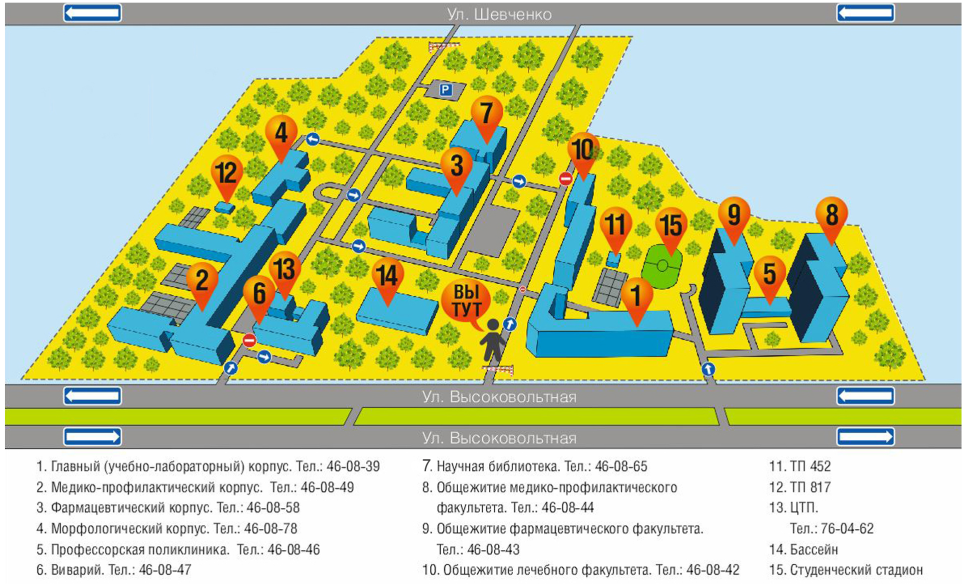 Ул. Шевченко
P
7
4
10
3
12
9
8
11
15
13
14
5
2
6
1
ВЫ
ТУТ
Ул. Высоковольтная
Ул. Высоковольтная
1. Главный (учебно-лабораторный) корпус. Тел.: 46-08-39
2. Медико-профилактический корпус. Тел.: 46-08-49
3. Фармацевтический корпус. Тел.: 46-08-58
4. Морфологический корпус. Тел.: 46-08-78
5. Профессорская поликлиника. Тел.: 46-08-46
6. Виварий. Тел.: 46-08-47
7. Научная библиотека. Тел.: 46-08-65
8. Общежитие медико-профилактического
факультета. Тел.: 46-08-44
9. Общежитие фармацевтического факультета.
Тел.: 46-08-43
10. Общежитие лечебного факультета. Тел.: 46-08-42
11. ТП 452
12. ТП 817
13. ЦТП.
Тел.: 76-04-62
14. Бассейн
15. Студенческий стадион